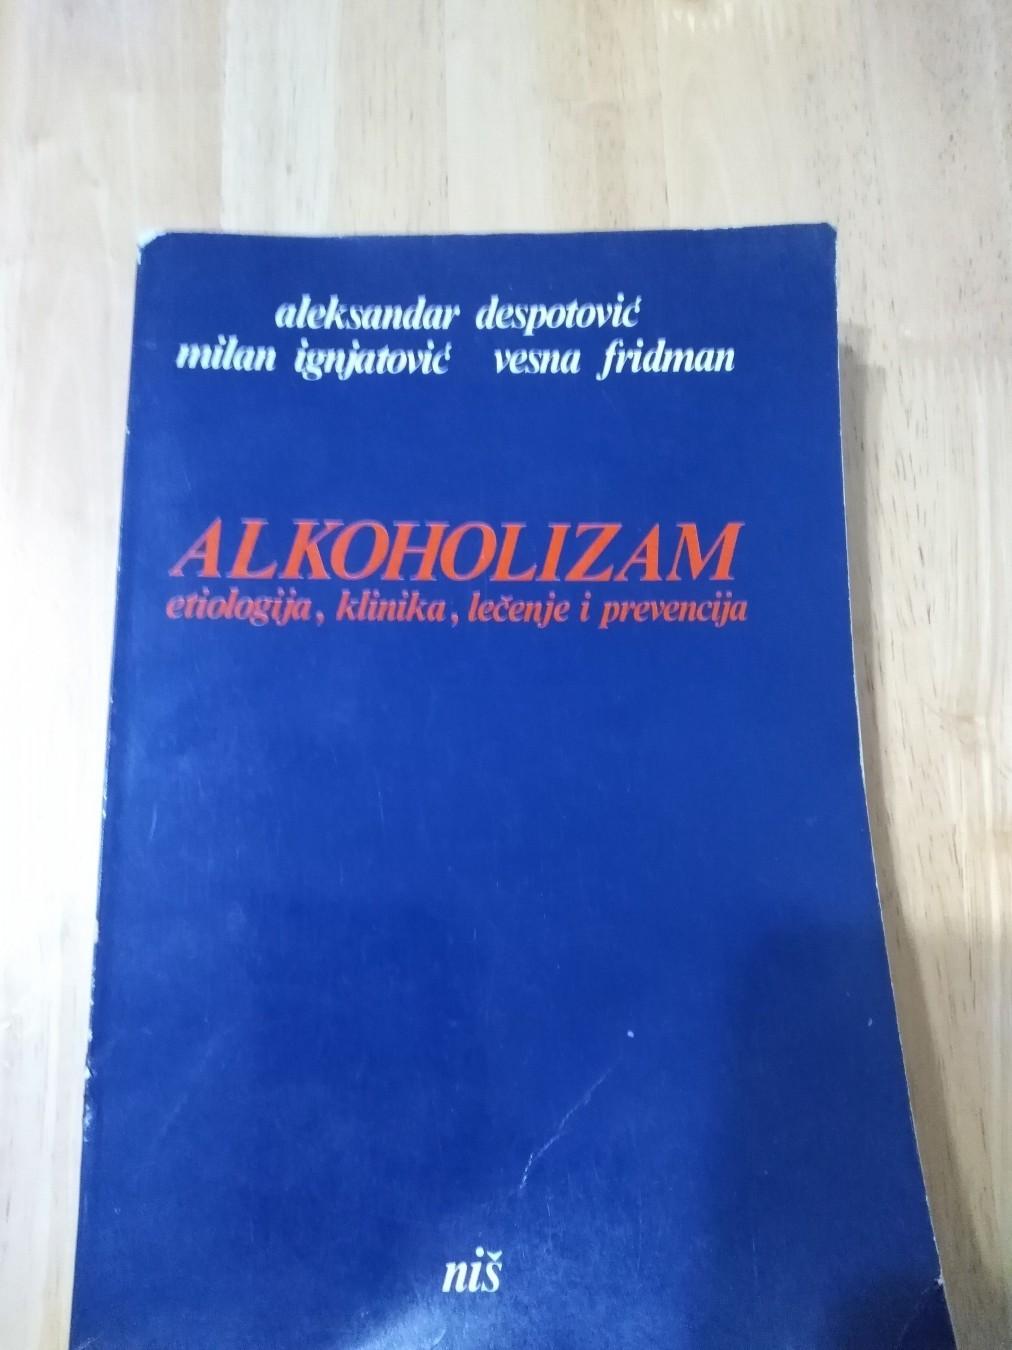 aleksandar despotović
milan ignjatović vesna fridman
ALKOHOLIZAM
etiologija, klinika, lečenje i prevencija
niš